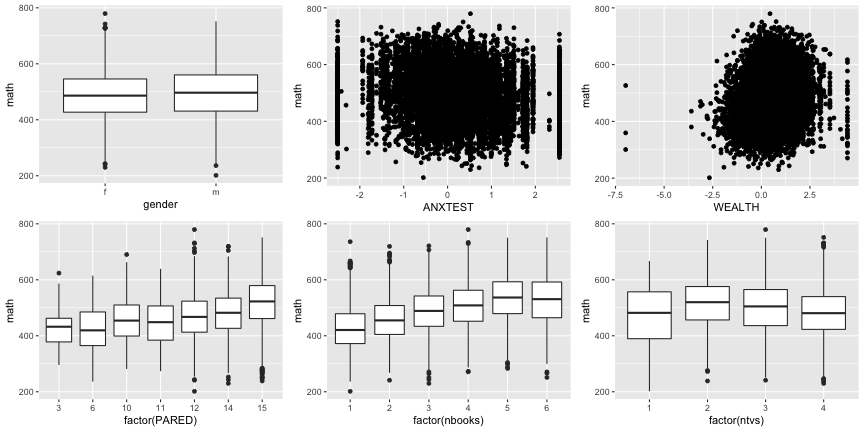 800
600
400
200
math
f
m
gender
800
600
400
200
math
-2 -1 0 1 2
ANXTEST
800
600
400
200
math
-7.5 -5.0 -2.5 0.0 2.5
WEALTH
800
600
400
200
math
3 6 10 11 12 14 15
factor(PARED)
800
600
400
200
math
1 2 3 4 5 6
factor(nbooks)
800
600
400
200
math
1 2 3 4
factor(ntvs)